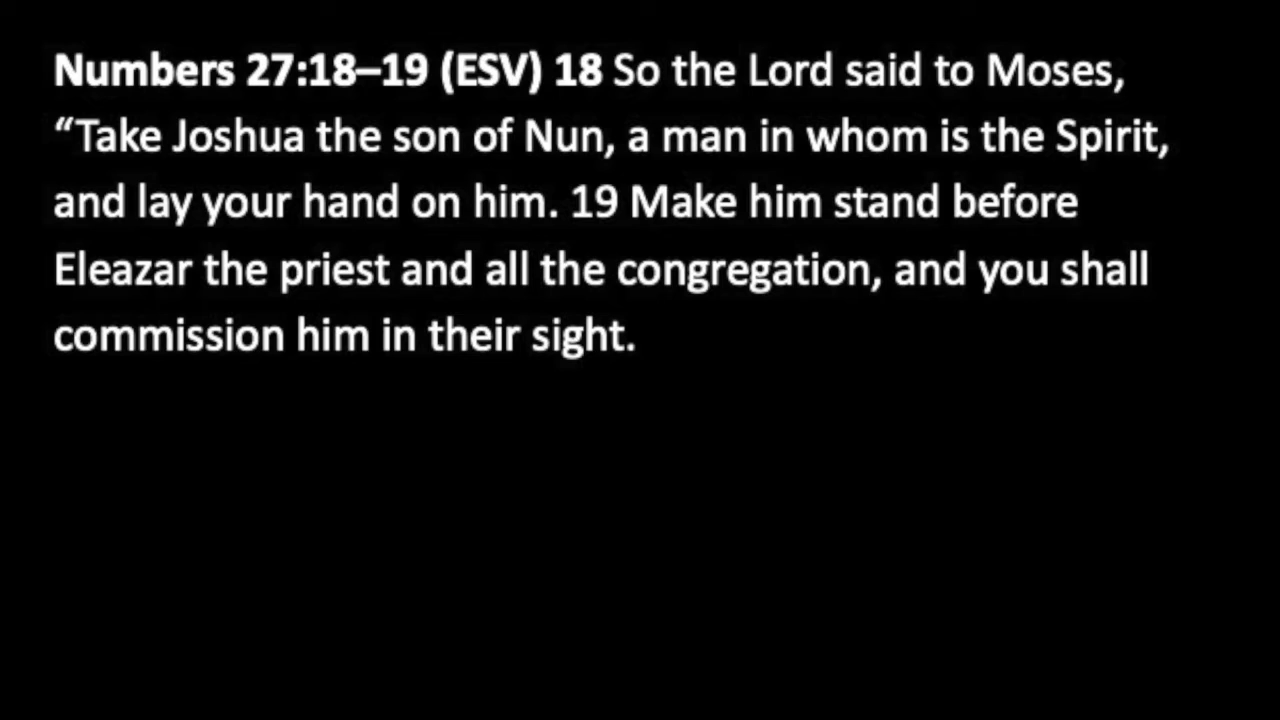 Numbers 27:18–19 (ESV) 18 So the Lord said to Moses,
“Take Joshua the son of Nun, a man in whom is the Spirit,
and lay your hand on him. 19 Make him stand before
Eleazar the priest and all the congregation, and you shall
commission him in their sight.